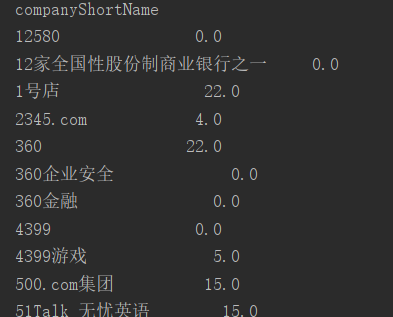 companyShortName
12580 0.0
12家全国性股份制商业银行之一 0.0
1号店 22.0
2345.com 4.0
360 22.0
360企业安全 0.0
360金融 0.0
4399 0.0
4399游戏 5.0
500.com集团 15.0
51Talk 无忧英语 15.0